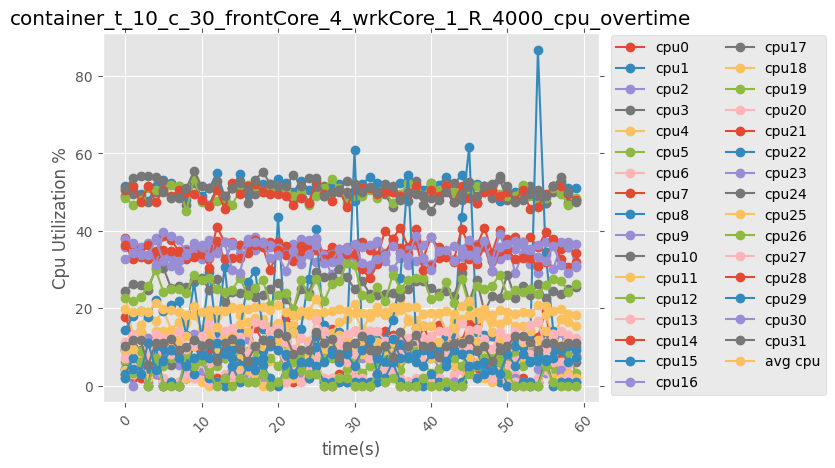 container_t_10_c_30_frontCore_4_wrkCore_1_R_4000_cpu_overtime
Cpu Utilization %
80
60
40
20
0
0
10
20
30
40
50
60
time(s)
cpu0
cpu1
cpu2
cpu3
cpu4
cpu5
cpu6
cpu7
cpu8
cpu9
cpu10
cpu11
cpu12
cpu13
cpu14
cpu15
cpu16
cpu17
cpu18
cpu19
cpu20
cpu21
cpu22
cpu23
cpu24
cpu25
cpu26
cpu27
cpu28
cpu29
cpu30
cpu31
avg cpu